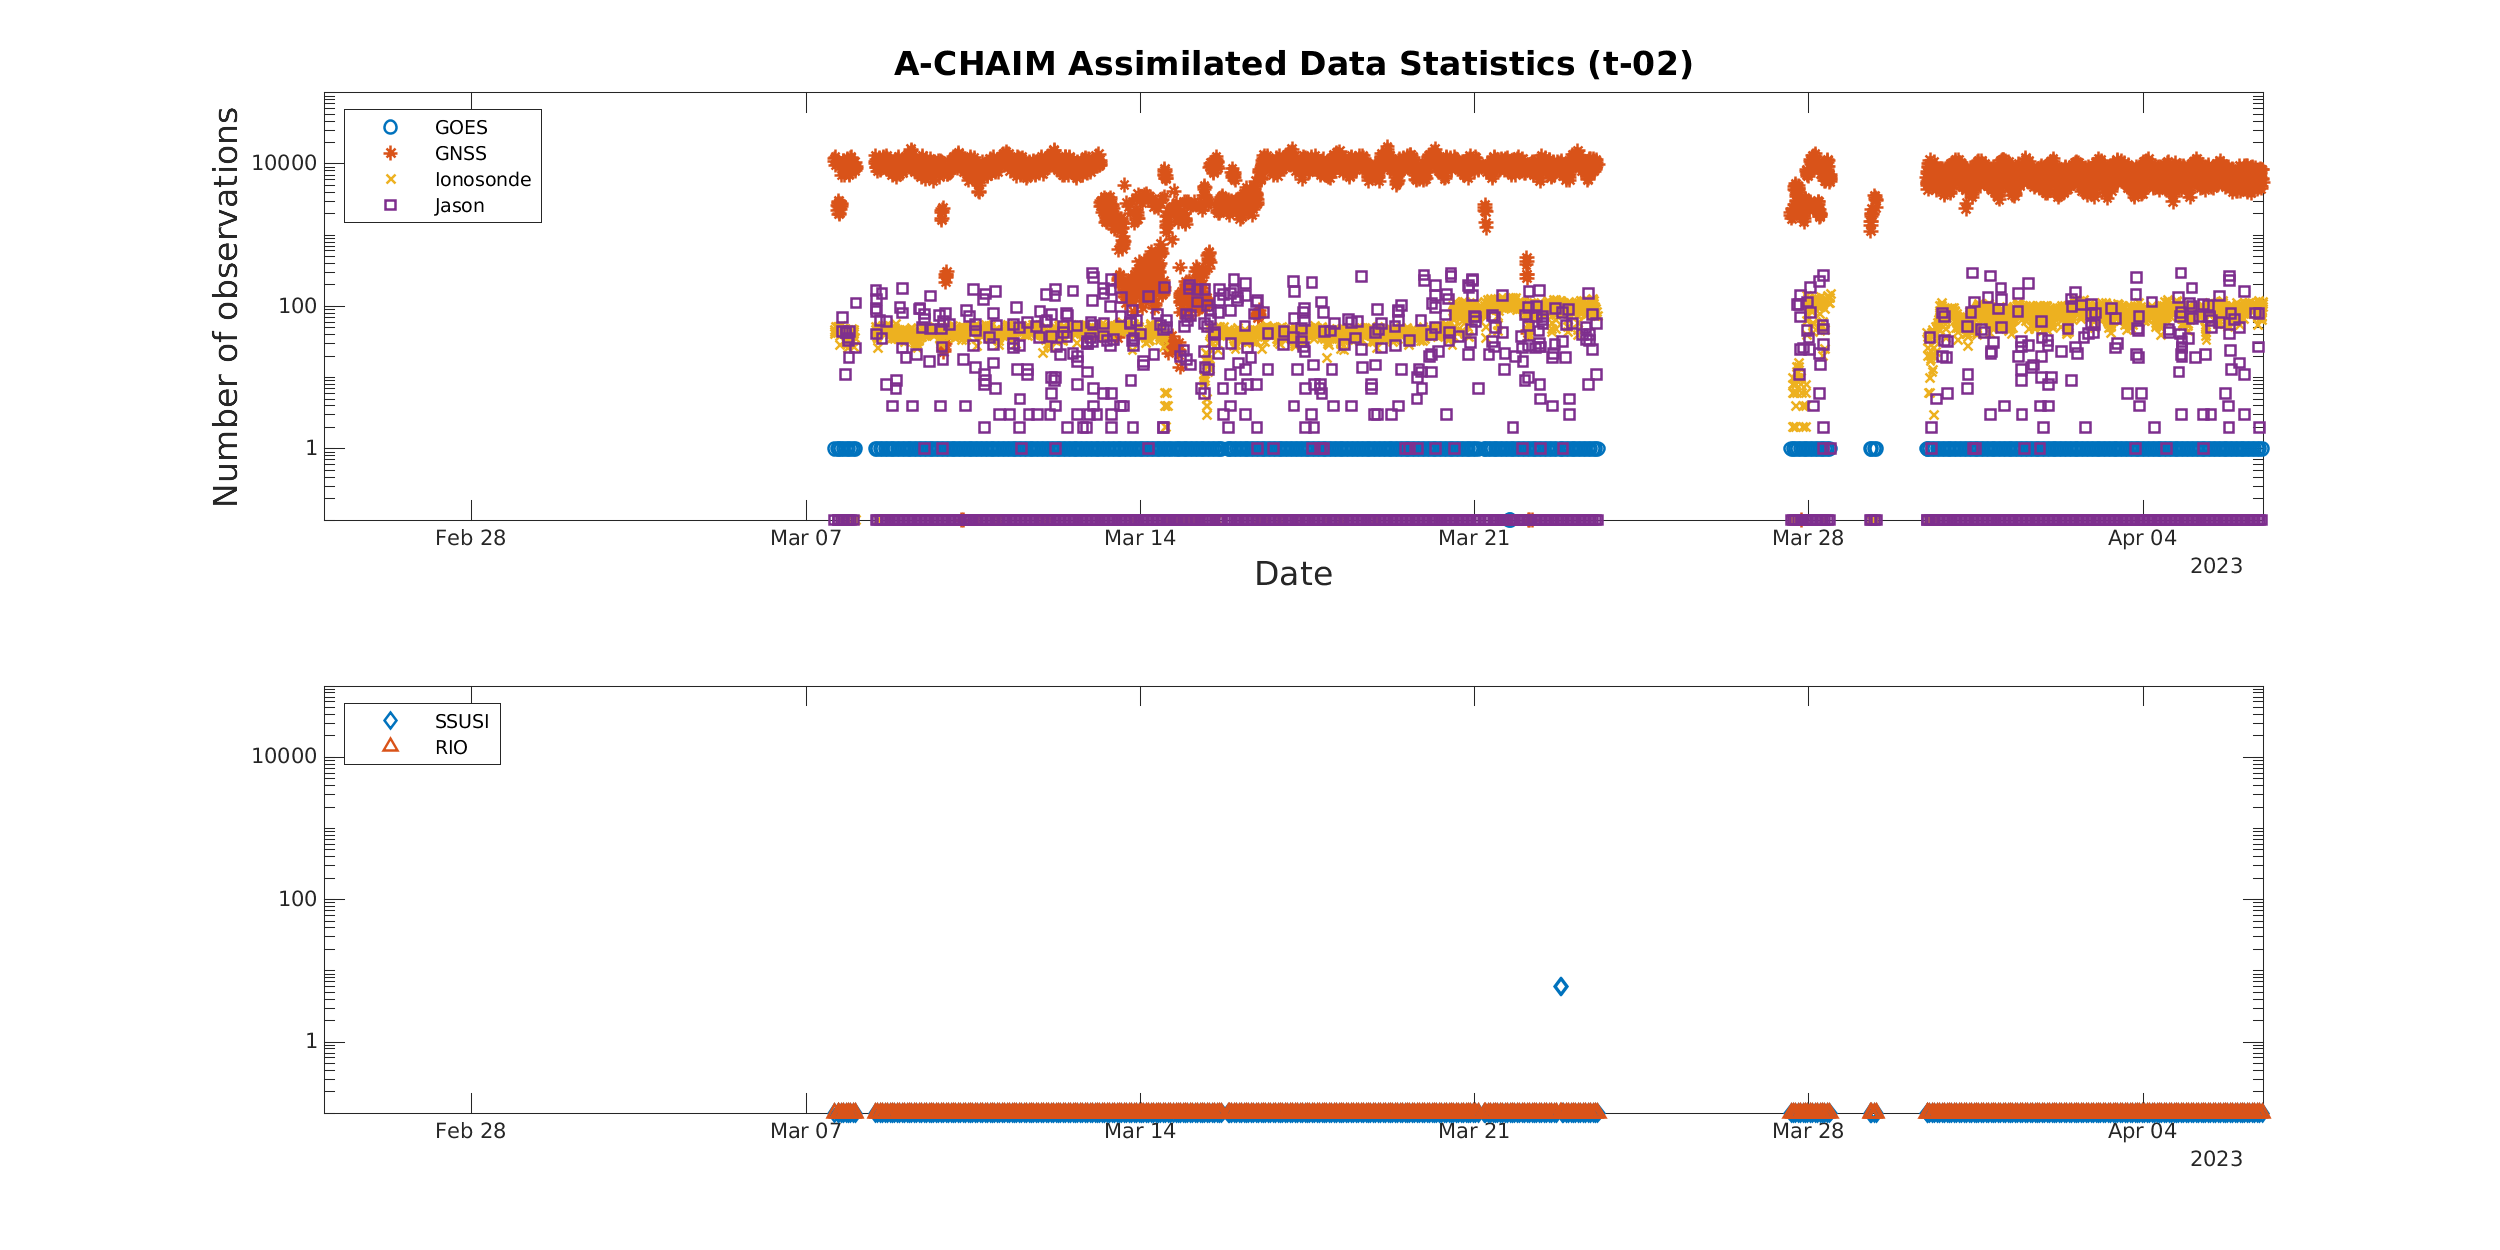 A-CHAIM Assimilated Data Statistics (t-02)
GOES
GNSS
Ionosonde
Jason
10000
100
1
Number of observations
Feb 28 Mar 07 Mar 14 Mar 21 Mar 28 Apr 04
2023
Date
SSUSI
RIO
10000
100
1
Feb 28 Mar 07 Mar 14 Mar 21 Mar 28 Apr 04
2023